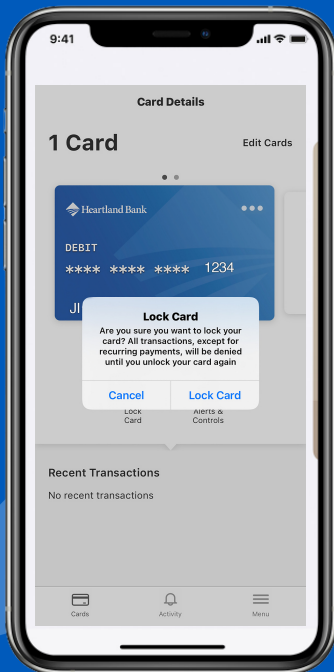 9:41
Card Details
1 Card
Edit Cards
Heartland Bank
DEBIT
**** **** **** 1234
JI
Lock Card
Are you sure you want to lock your
card? All transactions, except for
recurring payments, will be denied
until you unlock your card again
Cancel
Lock Card
Lock
Card
Alerts &
Controls
Recent Transactions
No recent transactions
Cards
Activity
Menu